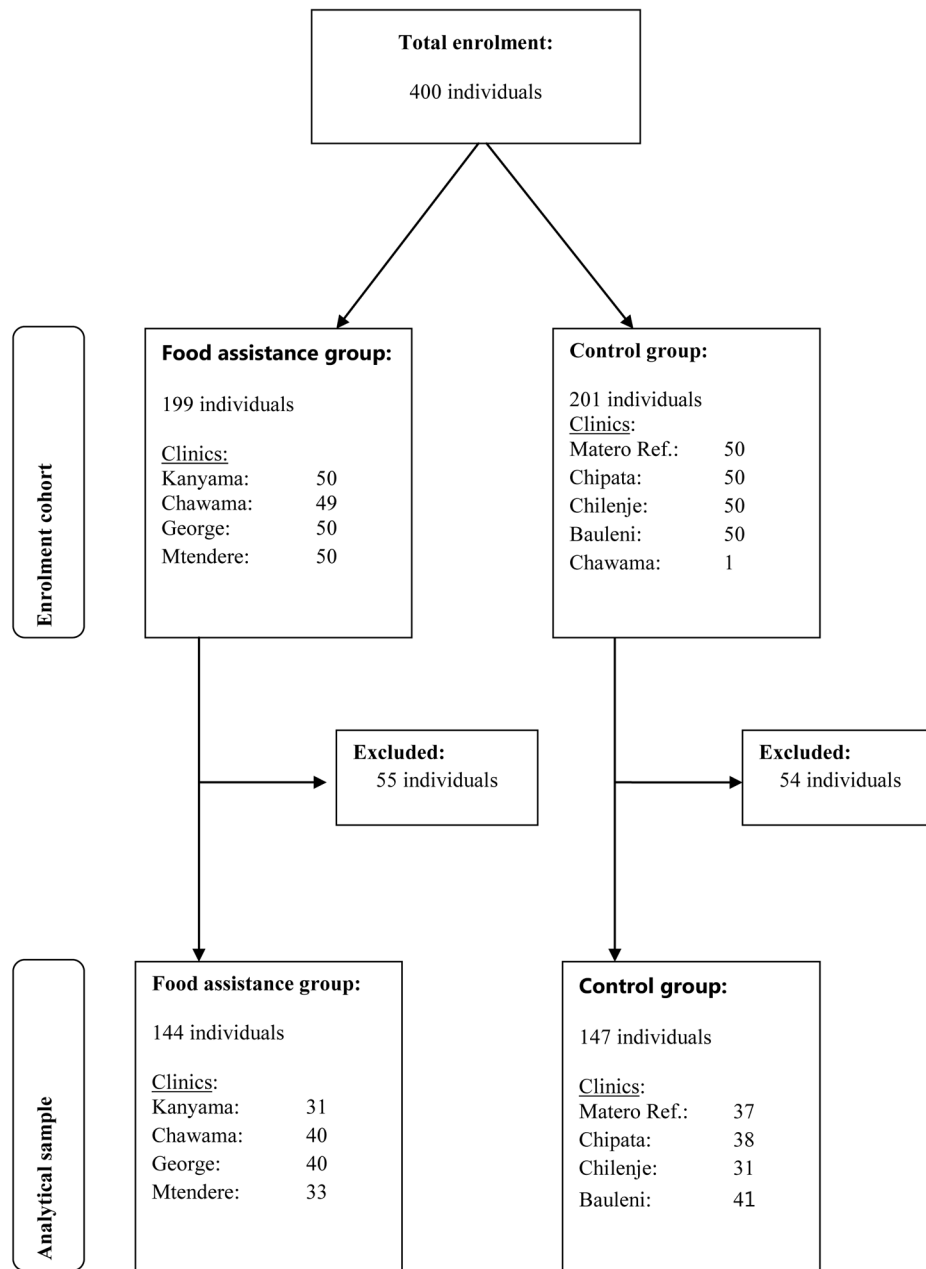 Total enrolment:
400 individuals
Enrolment cohort
Food assistance group:
199 individuals
Clinics:
Kanyama: 50
Chawama: 49
George: 50
Mtendere: 50
Control group:
201 individuals
Clinics:
Matero Ref.: 50
Chipata: 50
Chilenje: 50
Bauleni: 50
Chawama: 1
Excluded:
55 individuals
Excluded:
54 individuals
Analytical sample
Food assistance group:
144 individuals
Clinics:
Kanyama: 31
Chawama: 40
George: 40
Mtendere: 33
Control group:
147 individuals
Clinics:
Matero Ref.: 37
Chipata: 38
Chilenje: 31
Bauleni: 41